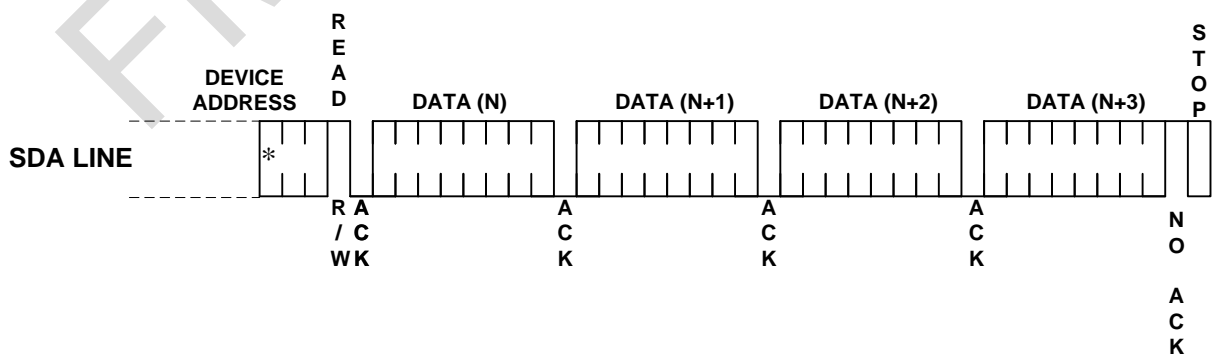 READ
STOP
DEVICE
ADDRESS
DATA (N)
DATA (N+1)
DATA (N+2)
DATA (N+3)
SDA LINE
*
R/W
ACK
ACK
ACK
ACK
NO ACK